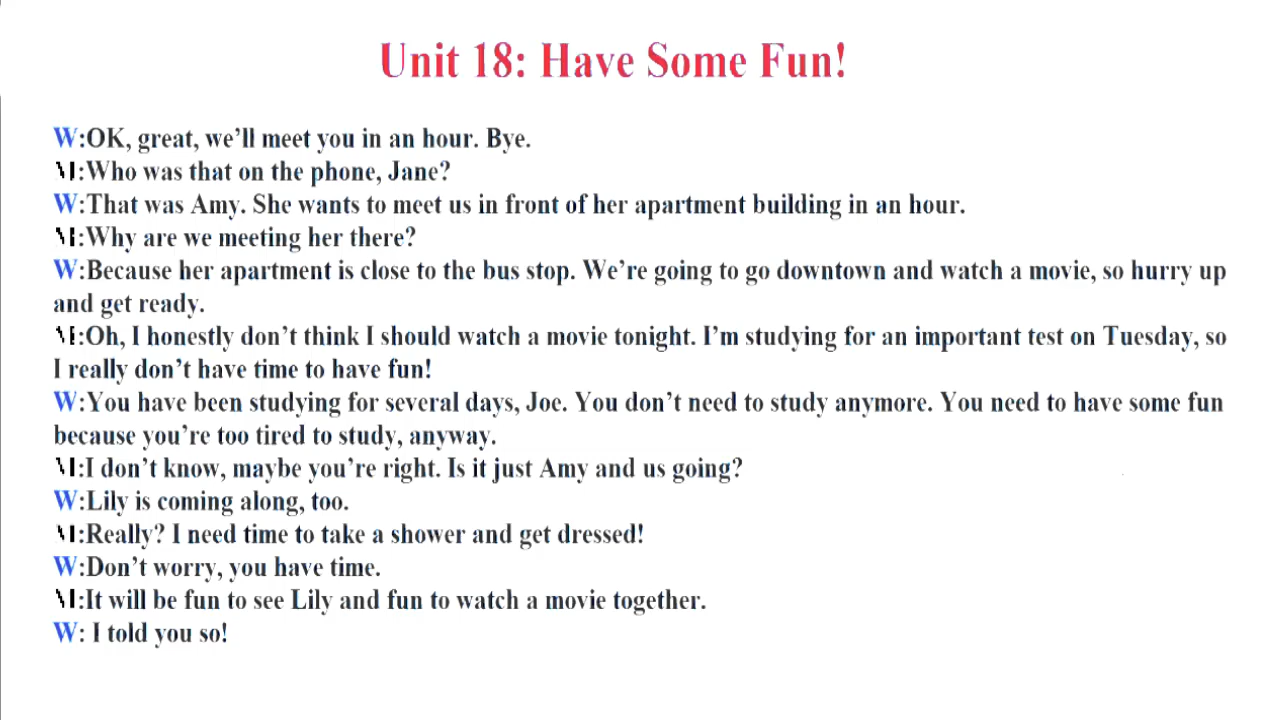 Unit 18: Have Some Fun!
W:OK, great, we'll meet you in an hour. Bye.
M:Who was that on the phone, Jane?
W:That was Amy. She wants to meet us in front of her apartment building in an hour.
M:Why are we meeting her there?
W:Because her apartment is close to the bus stop. We're going to go downtown and watch a movie, so hurry up
and get ready.
M:Oh, I honestly don't think I should watch a movie tonight. I'm studying for an important test on Tuesday, so
I really don't have time to have fun!
W:You have been studying for several days, Joe. You don't need to study anymore. You need to have some fun
because you're too tired to study, anyway.
M:I don't know, maybe you're right. Is it just Amy and us going?
W:Lily is coming along, too.
M:Really? I need time to take a shower and get dressed!
W:Don't worry, you have time.
M:It will be fun to see Lily and fun to watch a movie together.
W: I told you so!